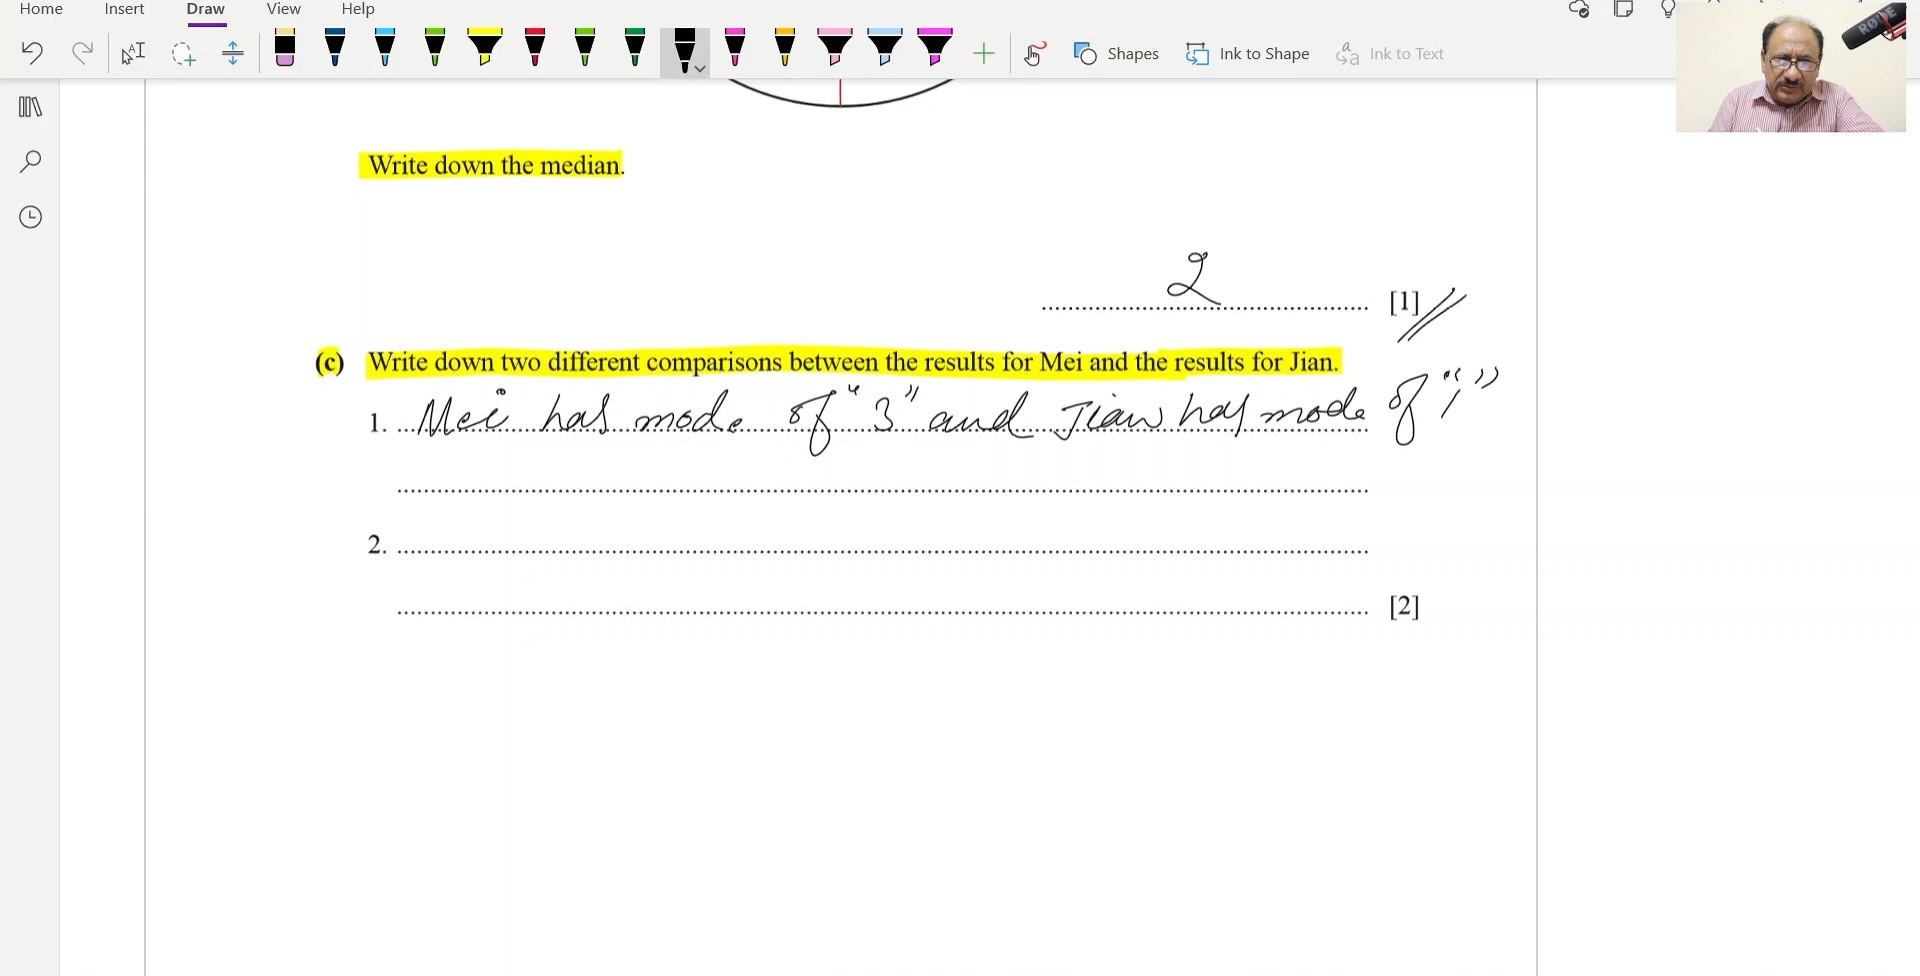 Home Insert Draw View Help
Shapes Ink to Shape Ink to Text
RØDE
Write down the median.
2
[1]
(c) Write down two different comparisons between the results for Mei and the results for Jian.
1. Mei has mode of "3" and Jian has mode of "1"
2.
[2]